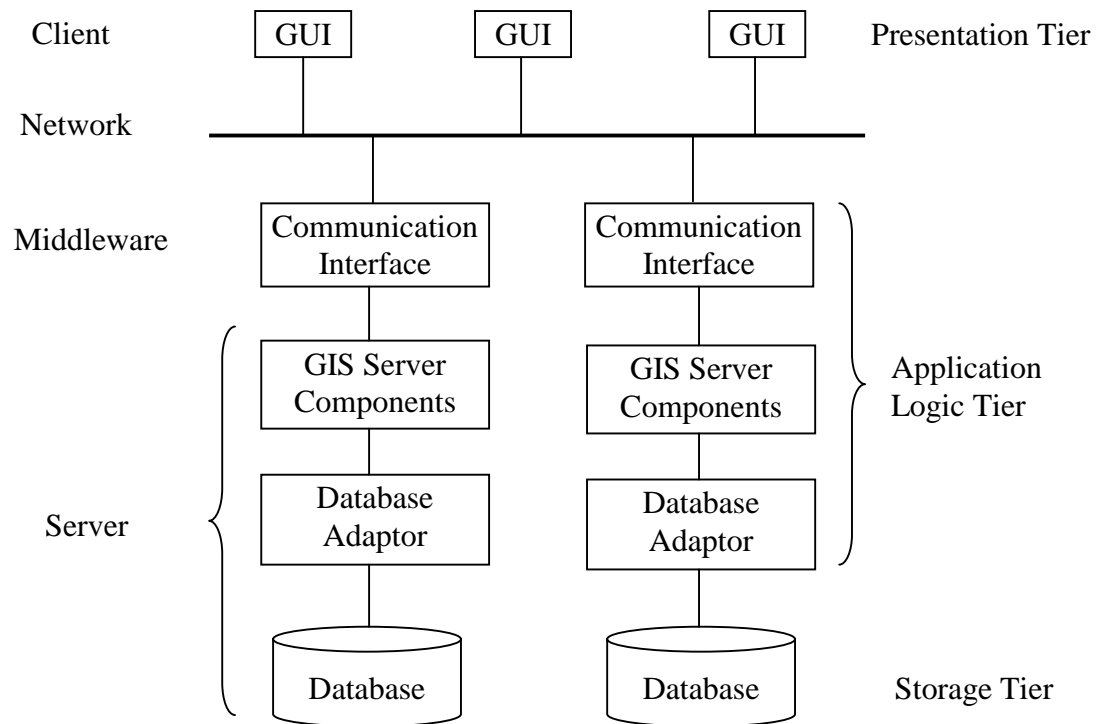 Client
GUI
GUI
GUI
Presentation Tier
Network
Middleware
Communication
Interface
Communication
Interface
GIS Server
Components
GIS Server
Components
Application
Logic Tier
Server
Database
Adaptor
Database
Adaptor
Database
Database
Storage Tier